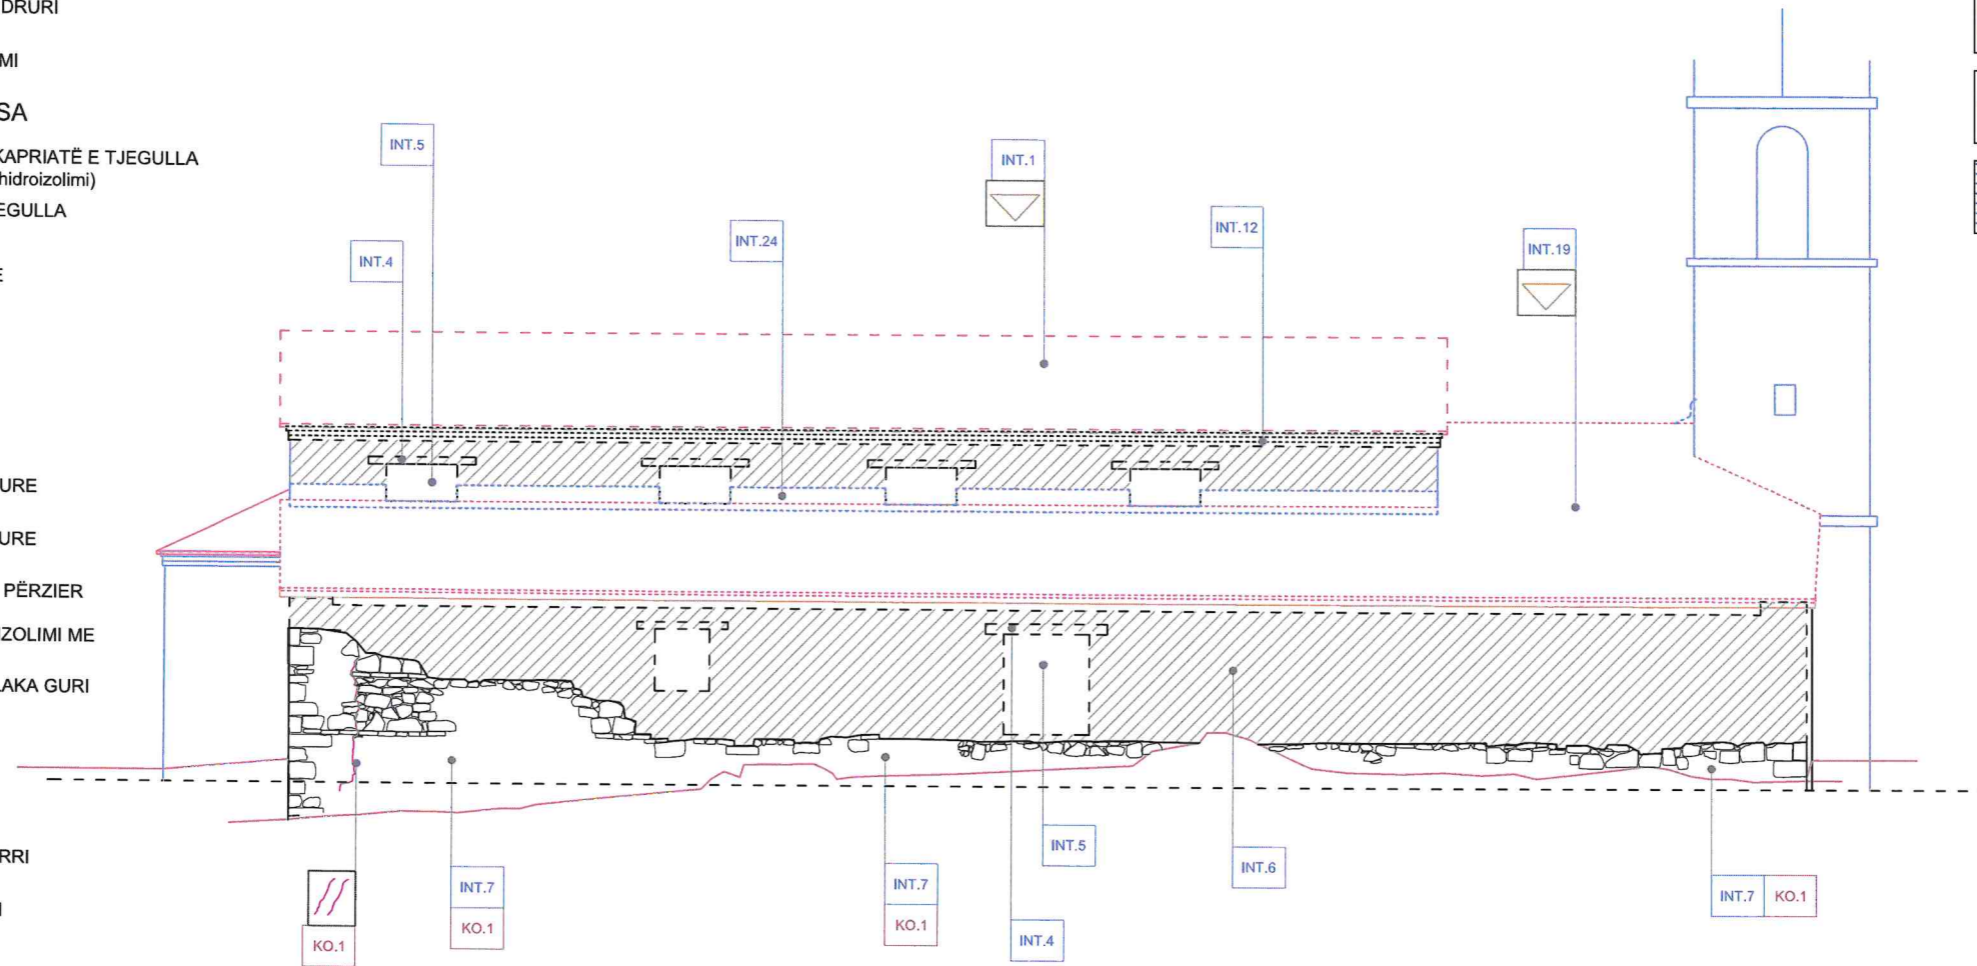 DRURI
MI
SA
KAPRIATË E TJEGULLA
hidroizolimi)
EGULLA
E
URE
URE
PËRZIER
IZOLIMI ME
LAKA GURI
RRI
I
INT.5
INT.1
INT.12
INT.24
INT.19
INT.4
INT.5
INT.6
INT.7
KO.1
INT.7
KO.1
INT.7 KO.1
KO.1
INT.4